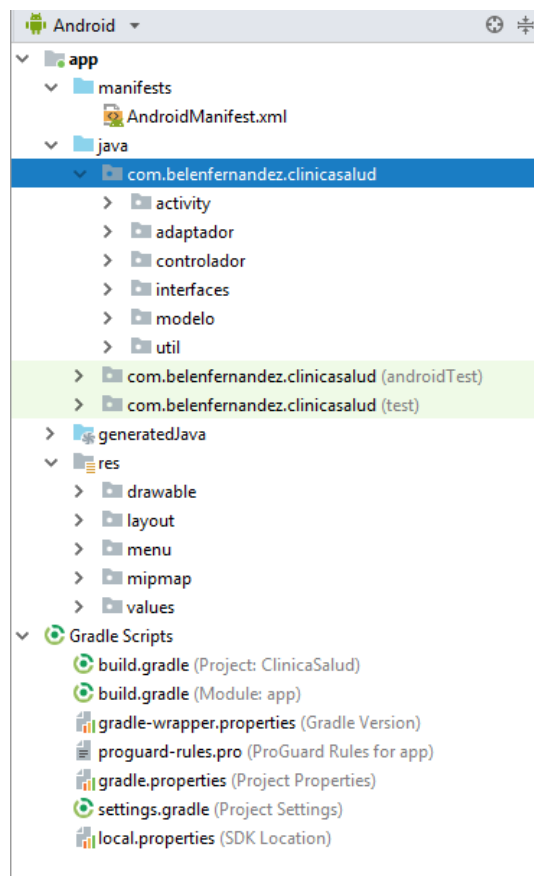 Android
app
manifests
AndroidManifest.xml
java
com.belenfernandez.clinicasalud
activity
adaptador
controlador
interfaces
modelo
util
com.belenfernandez.clinicasalud (androidTest)
com.belenfernandez.clinicasalud (test)
generatedJava
res
drawable
layout
menu
mipmap
values
Gradle Scripts
build.gradle (Project: ClinicaSalud)
build.gradle (Module: app)
gradle-wrapper.properties (Gradle Version)
proguard-rules.pro (ProGuard Rules for app)
gradle.properties (Project Properties)
settings.gradle (Project Settings)
local.properties (SDK Location)